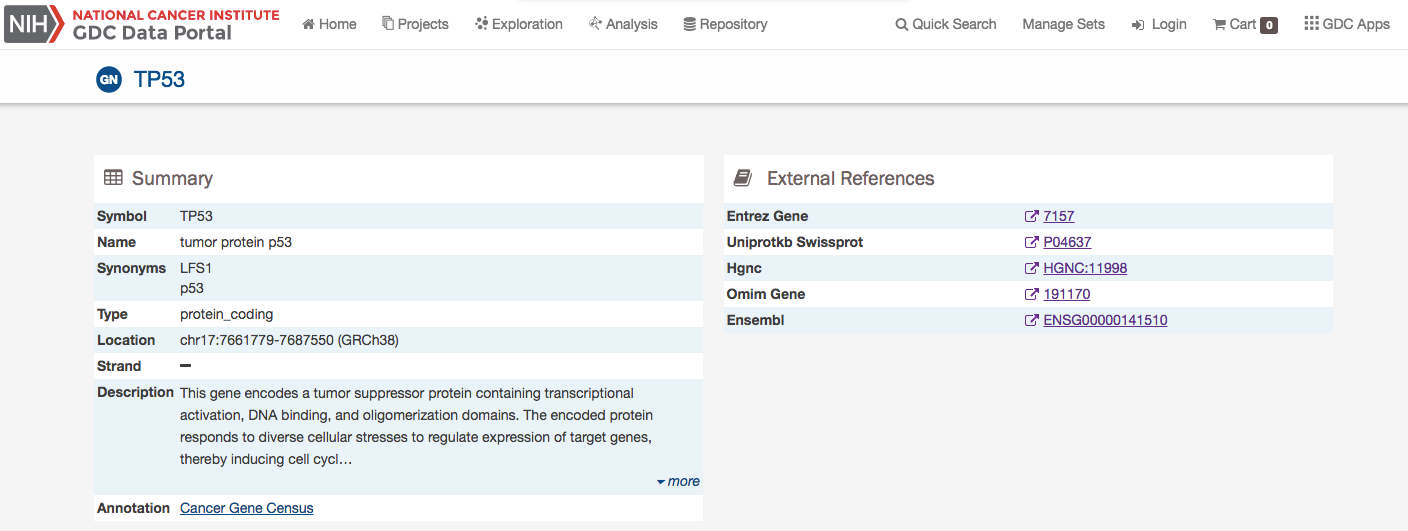 NIH NATIONAL CANCER INSTITUTE
GDC Data Portal
Home Projects Exploration Analysis Repository Quick Search Manage Sets Login Cart 0 GDC Apps
GN TP53
Summary
Symbol TP53
Name tumor protein p53
Synonyms LFS1
p53
Type protein_coding
Location chr17:7661779-7687550 (GRCh38)
Strand –
Description This gene encodes a tumor suppressor protein containing transcriptional
activation, DNA binding, and oligomerization domains. The encoded protein
responds to diverse cellular stresses to regulate expression of target genes,
thereby inducing cell cycl…
more
Annotation Cancer Gene Census
External References
Entrez Gene 7157
Uniprotkb Swissprot P04637
Hgnc HGNC:11998
Omim Gene 191170
Ensembl ENSG00000141510